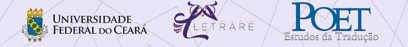 UNIVERSIDADE
FEDERAL DO CEARÁ
LETRARE
POET
Estudos da Tradução